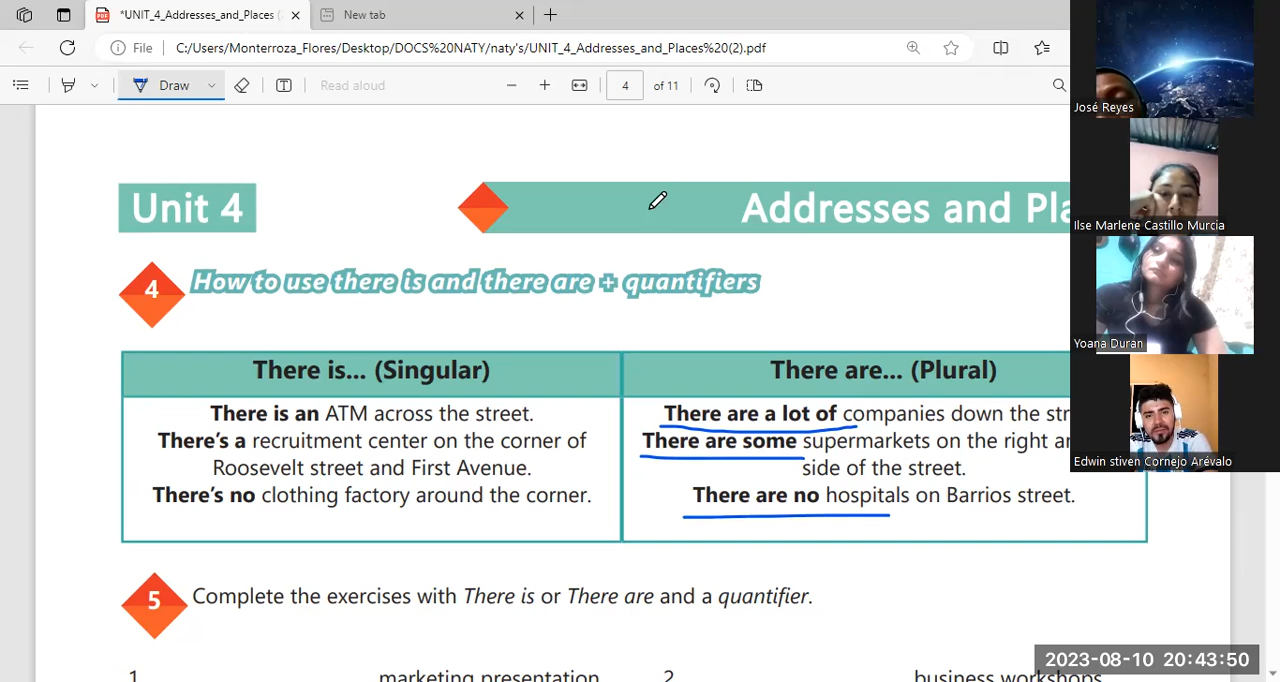 *UNIT_4_Addresses_and_Places (
New tab
File
C:/Users/Monterroza_Flores/Desktop/DOCS%20NATY/naty's/UNIT_4_Addresses_and_Places%20(2).pdf
Draw
Read aloud
4 of 11
José Reyes
Ilse Marlene Castillo Murcia
Yoana Duran
Edwin stiven Cornejo Arévalo
Unit 4
Addresses and Pla
4
How to use there is and there are + quantifiers
There is... (Singular)
There is an ATM across the street.
There's a recruitment center on the corner of
Roosevelt street and First Avenue.
There's no clothing factory around the corner.
There are... (Plural)
There are a lot of companies down the str
There are some supermarkets on the right a
side of the street.
There are no hospitals on Barrios street.
5
Complete the exercises with There is or There are and a quantifier.
1
marketing presentation
2
business workshops
2023-08-10 20:43:50